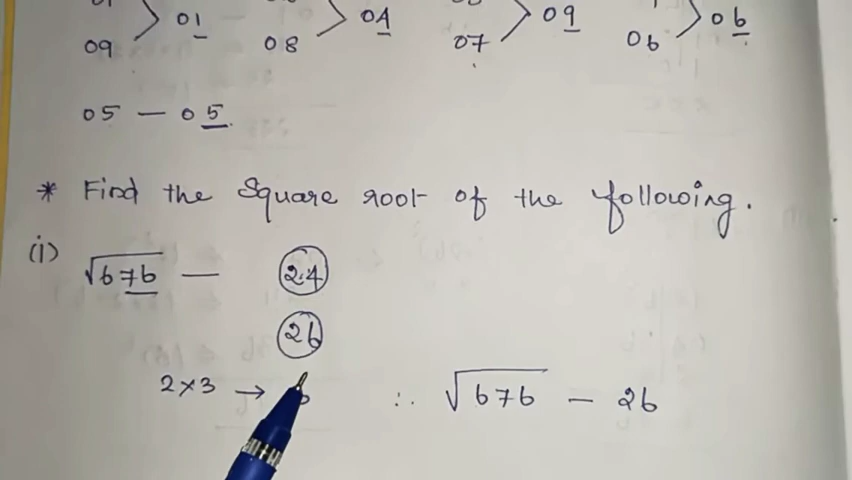 09 > 01 08 > 04 07 > 09 06 > 06
05 — 05.
* Find the Square root of the following.
(i)
√676 — 24
26
2×3 → ∴ √676 — 26